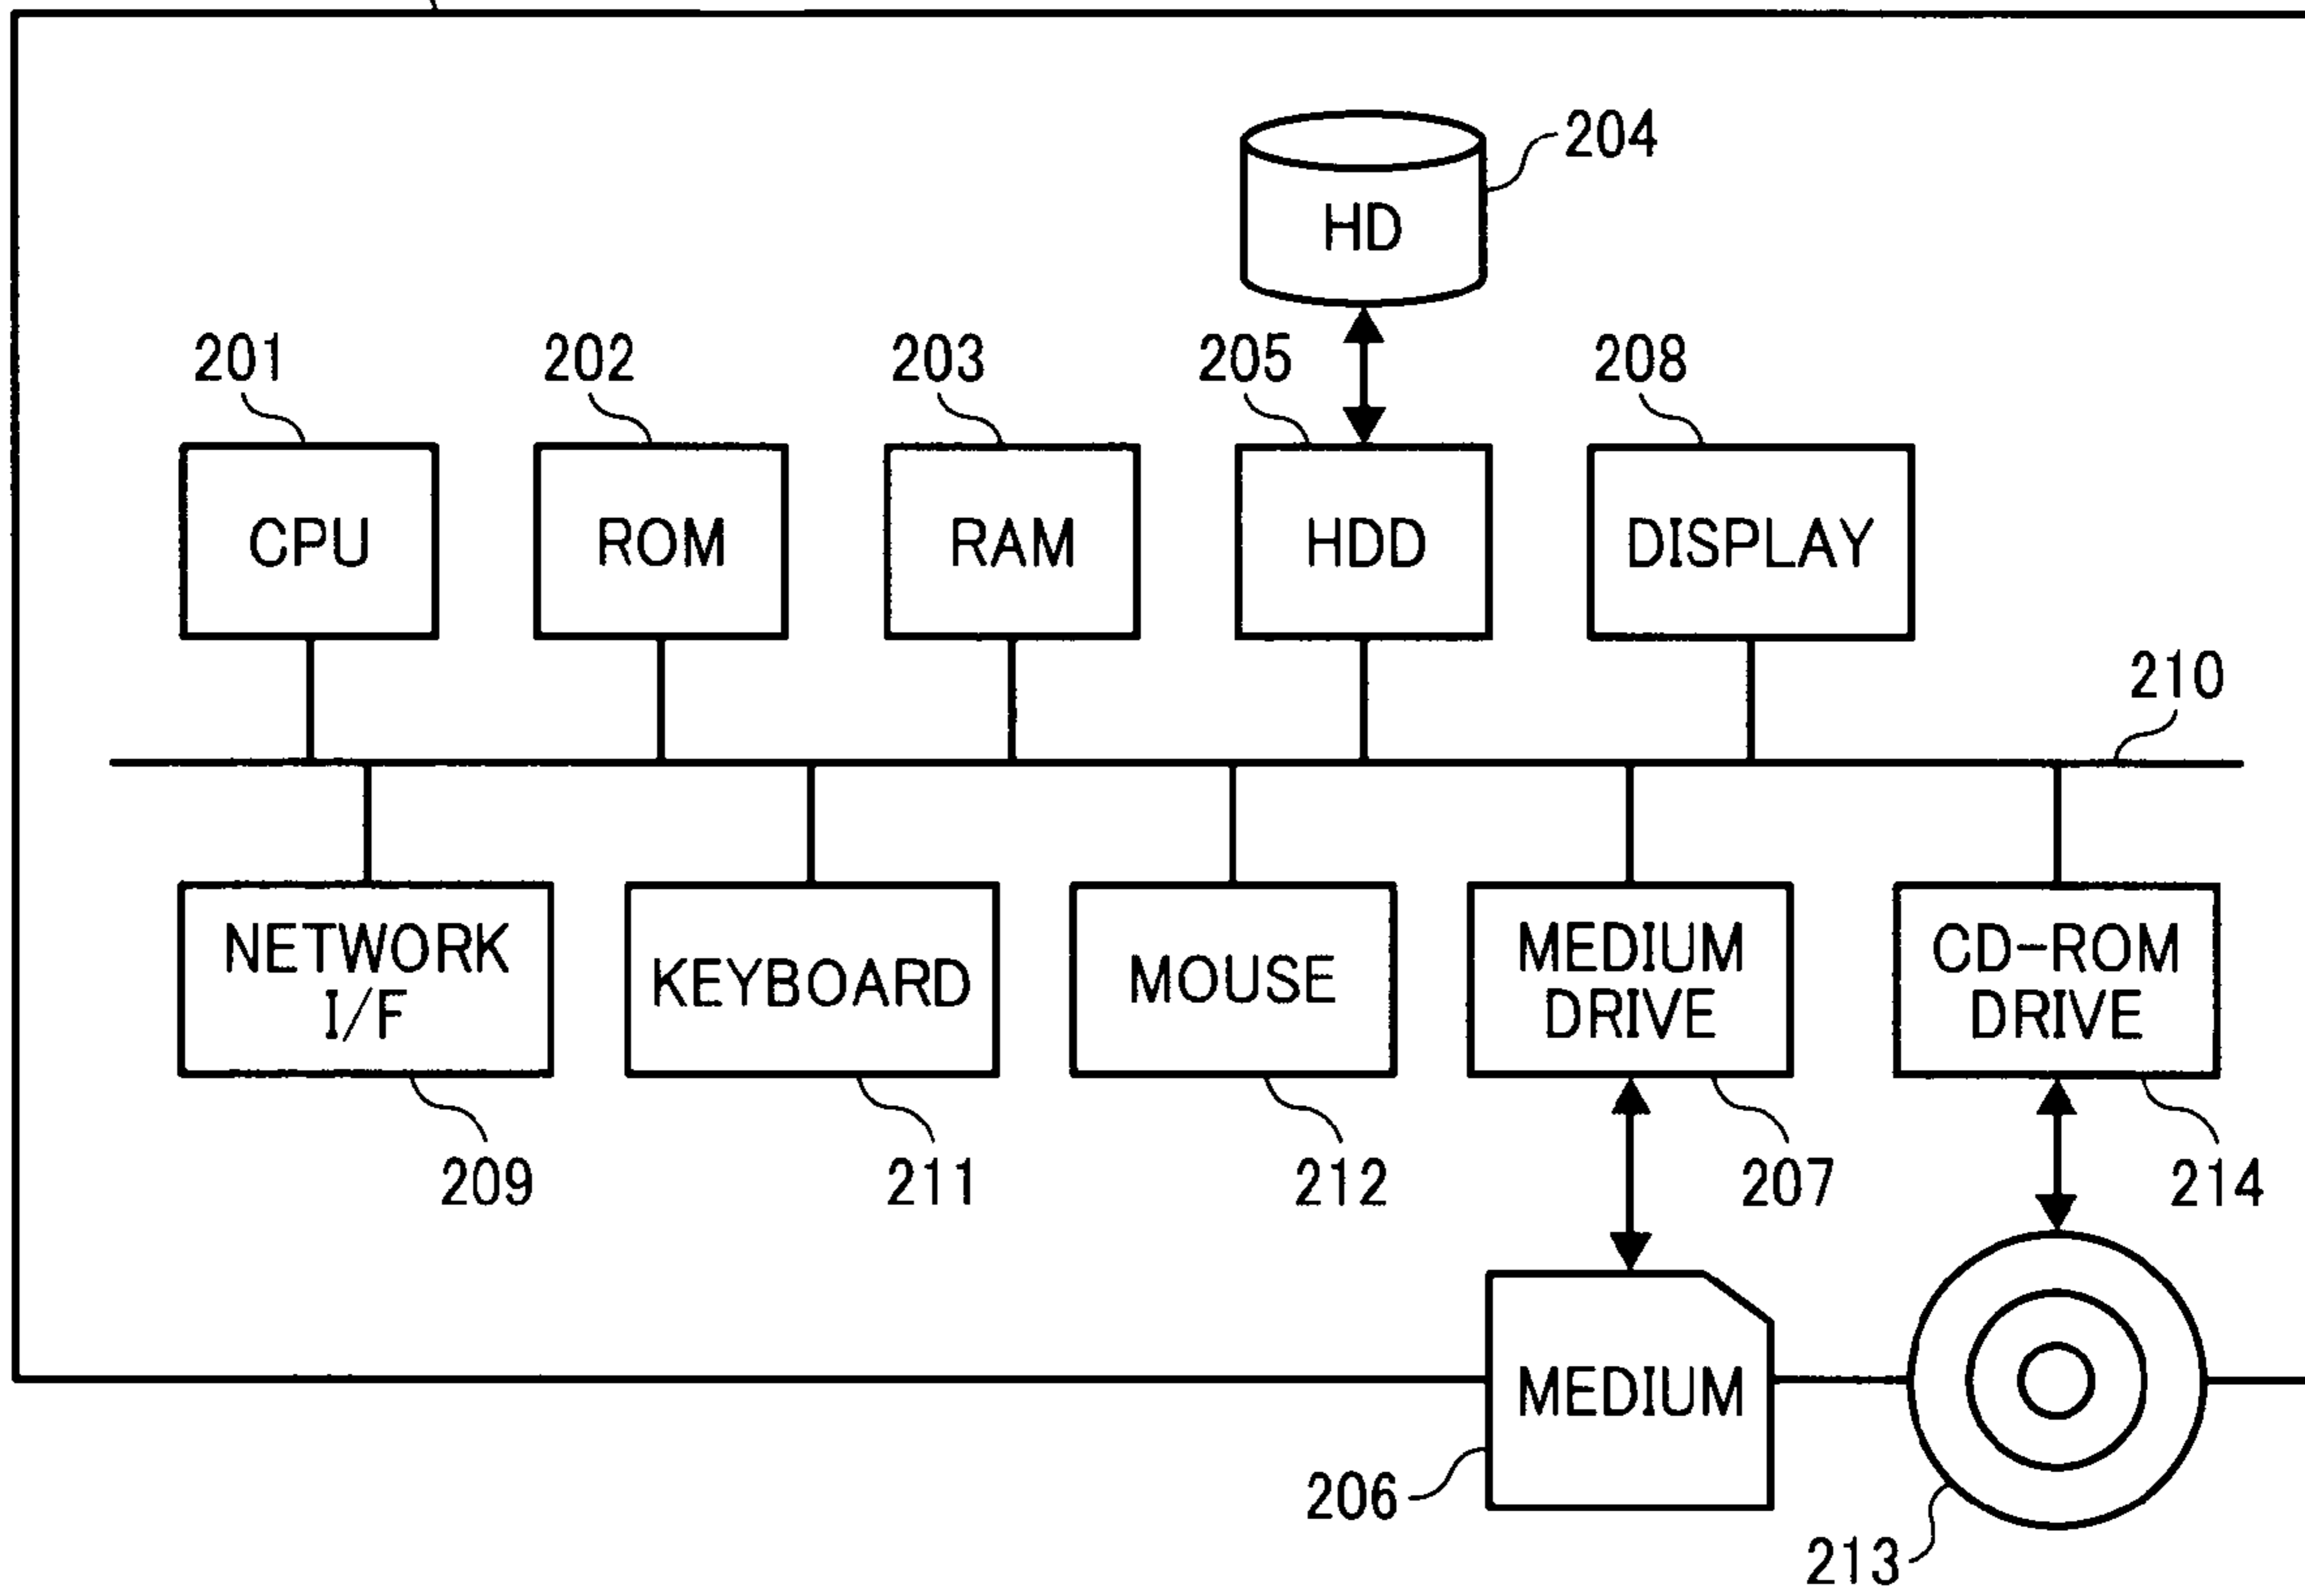 204
HD
201
202
203
205
208
CPU
ROM
RAM
HDD
DISPLAY
210
NETWORK
I/F
KEYBOARD
MOUSE
MEDIUM
DRIVE
CD-ROM
DRIVE
209
211
212
207
214
MEDIUM
206
213